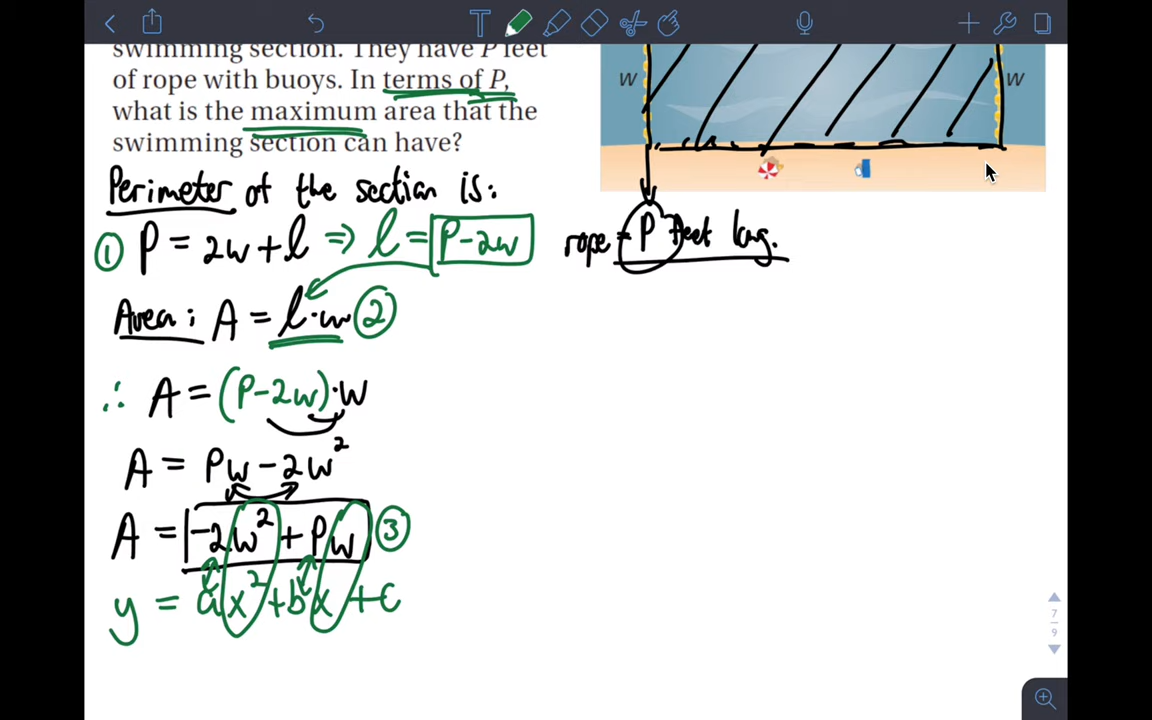 swimming section. They have P feet
of rope with buoys. In terms of P,
what is the maximum area that the
swimming section can have?
w
w
Perimeter of the section is:
① P = 2w + l ⇒ l = P-2w
rope = P feet long.
Area: A = l·w ②
∴ A = (P-2w)·w
A = Pw - 2w²
A = -2w² + Pw ③
y = ax² + bx + c
7
9